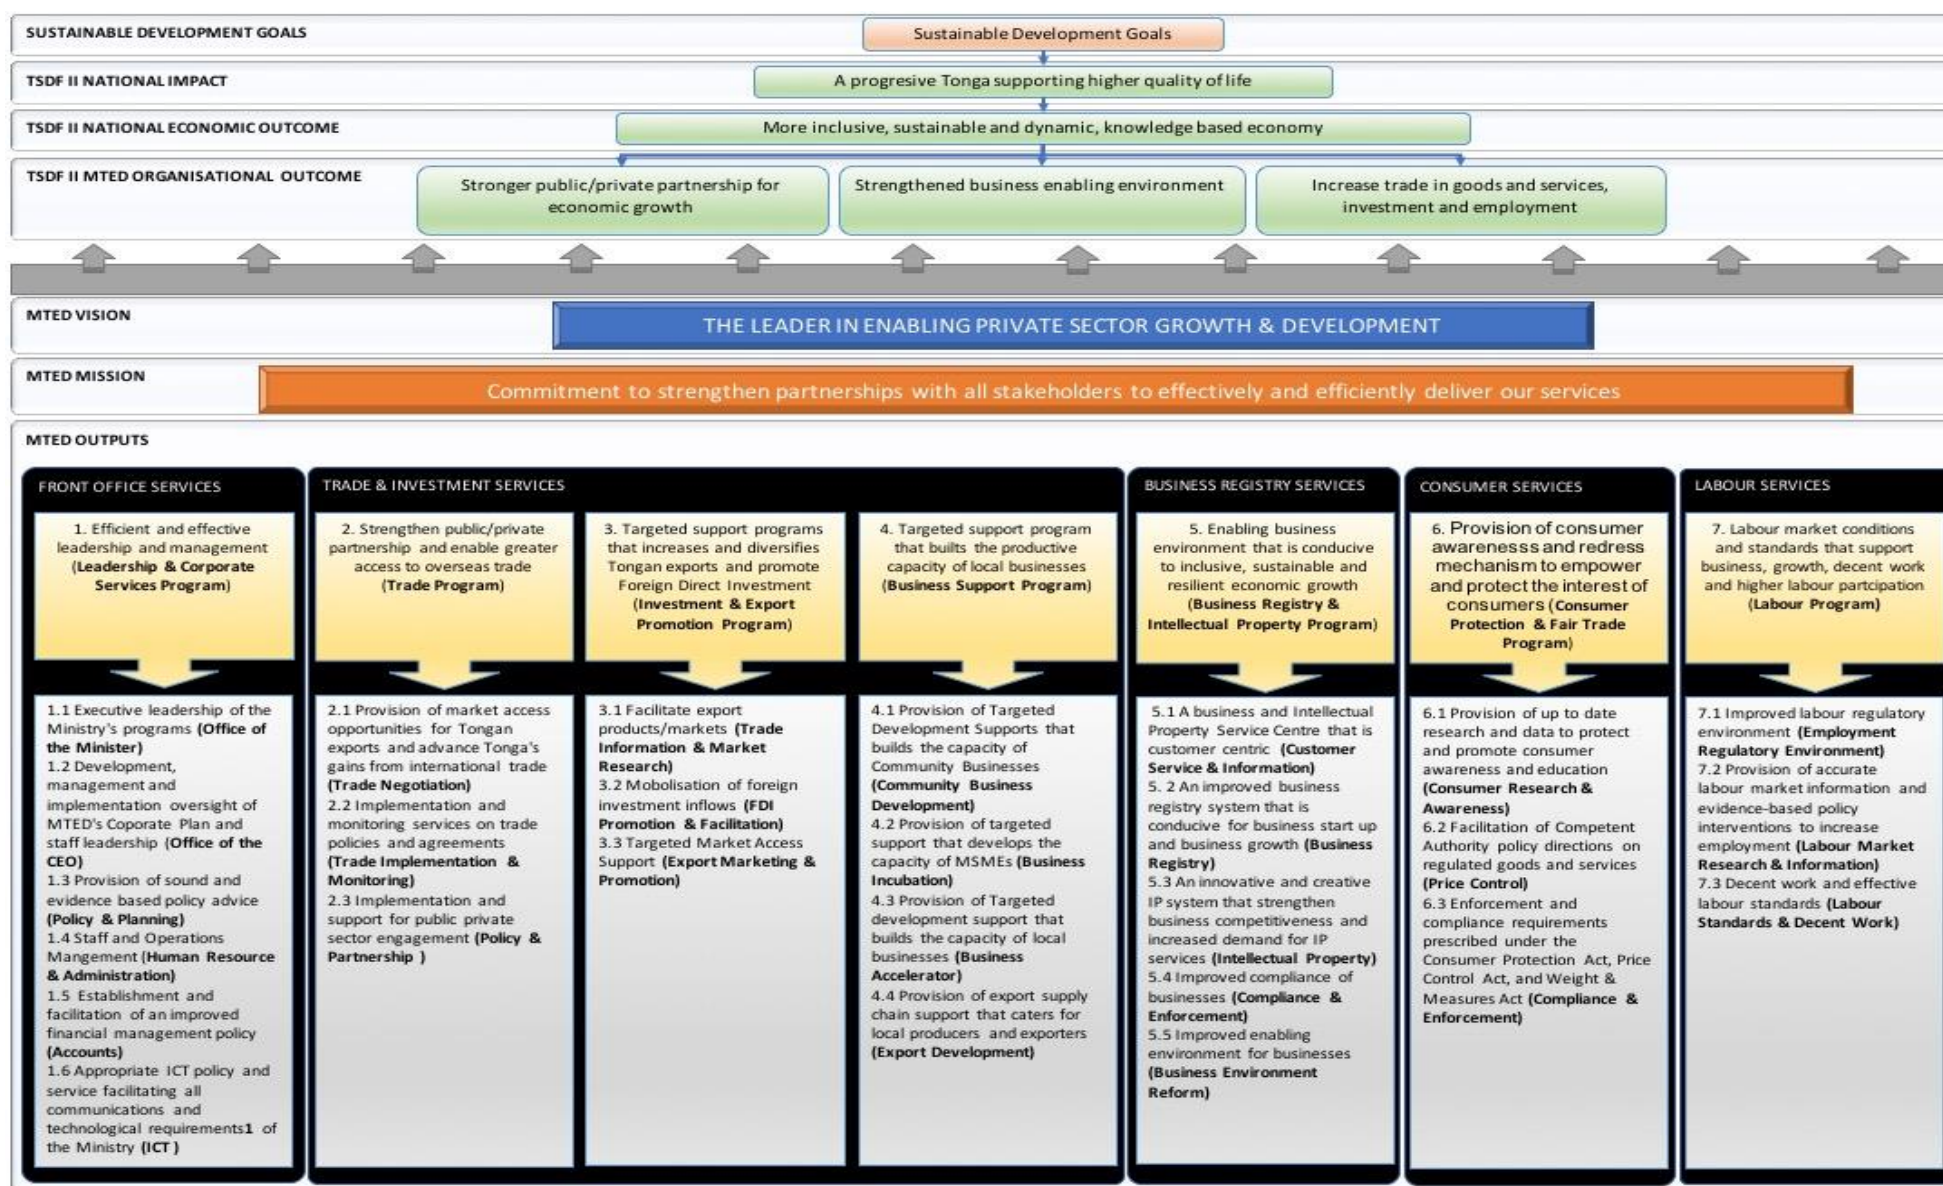 SUSTAINABLE DEVELOPMENT GOALS
Sustainable Development Goals
TSDF II NATIONAL IMPACT
A progresive Tonga supporting higher quality of life
TSDF II NATIONAL ECONOMIC OUTCOME
More inclusive, sustainable and dynamic, knowledge based economy
TSDF II MTED ORGANISATIONAL OUTCOME
Stronger public/private partnership for
economic growth
Strengthened business enabling environment
Increase trade in goods and services,
investment and employment
MTED VISION
THE LEADER IN ENABLING PRIVATE SECTOR GROWTH & DEVELOPMENT
MTED MISSION
Commitment to strengthen partnerships with all stakeholders to effectively and efficiently deliver our services
MTED OUTPUTS
FRONT OFFICE SERVICES
1. Efficient and effective
leadership and management
(Leadership & Corporate
Services Program)
1.1 Executive leadership of the
Ministry's programs (Office of
the Minister)
1.2 Development,
management and
implementation oversight of
MTED's Coporate Plan and
staff leadership (Office of the
CEO)
1.3 Provision of sound and
evidence based policy advice
(Policy & Planning)
1.4 Staff and Operations
Mangement (Human Resource
& Administration)
1.5 Establishment and
facilitation of an improved
financial management policy
(Accounts)
1.6 Appropriate ICT policy and
service facilitating all
communications and
technological requirements1 of
the Ministry (ICT )
TRADE & INVESTMENT SERVICES
2. Strengthen public/private
partnership and enable greater
access to overseas trade
(Trade Program)
2.1 Provision of market access
opportunities for Tongan
exports and advance Tonga's
gains from international trade
(Trade Negotiation)
2.2 Implementation and
monitoring services on trade
policies and agreements
(Trade Implementation &
Monitoring)
2.3 Implementation and
support for public private
sector engagement (Policy &
Partnership )
3. Targeted support programs
that increases and diversifies
Tongan exports and promote
Foreign Direct Investment
(Investment & Export
Promotion Program)
3.1 Facilitate export
products/markets (Trade
Information & Market
Research)
3.2 Mobolisation of foreign
investment inflows (FDI
Promotion & Facilitation)
3.3 Targeted Market Access
Support (Export Marketing &
Promotion)
4. Targeted support program
that builts the productive
capacity of local businesses
(Business Support Program)
4.1 Provision of Targeted
Development Supports that
builds the capacity of
Community Businesses
(Community Business
Development)
4.2 Provision of targeted
support that develops the
capacity of MSMEs (Business
Incubation)
4.3 Provision of Targeted
development support that
builds the capacity of local
businesses (Business
Accelerator)
4.4 Provision of export supply
chain support that caters for
local producers and exporters
(Export Development)
BUSINESS REGISTRY SERVICES
5. Enabling business
environment that is conducive
to inclusive, sustainable and
resilient economic growth
(Business Registry &
Intellectual Property Program)
5.1 A business and Intellectual
Property Service Centre that is
customer centric (Customer
Service & Information)
5. 2 An improved business
registry system that is
conducive for business start up
and business growth (Business
Registry)
5.3 An innovative and creative
IP system that strengthen
business competitiveness and
increased demand for IP
services (Intellectual Property)
5.4 Improved compliance of
businesses (Compliance &
Enforcement)
5.5 Improved enabling
environment for businesses
(Business Environment
Reform)
CONSUMER SERVICES
6. Provision of consumer
awarenesss and redress
mechanism to empower
and protect the interest of
consumers (Consumer
Protection & Fair Trade
Program)
6.1 Provision of up to date
research and data to protect
and promote consumer
awareness and education
(Consumer Research &
Awareness)
6.2 Facilitation of Competent
Authority policy directions on
regulated goods and services
(Price Control)
6.3 Enforcement and
compliance requirements
prescribed under the
Consumer Protection Act, Price
Control Act, and Weight &
Measures Act (Compliance &
Enforcement)
LABOUR SERVICES
7. Labour market conditions
and standards that support
business, growth, decent work
and higher labour partcipation
(Labour Program)
7.1 Improved labour regulatory
environment (Employment
Regulatory Environment)
7.2 Provision of accurate
labour market information and
evidence-based policy
interventions to increase
employment (Labour Market
Research & Information)
7.3 Decent work and effective
labour standards (Labour
Standards & Decent Work)